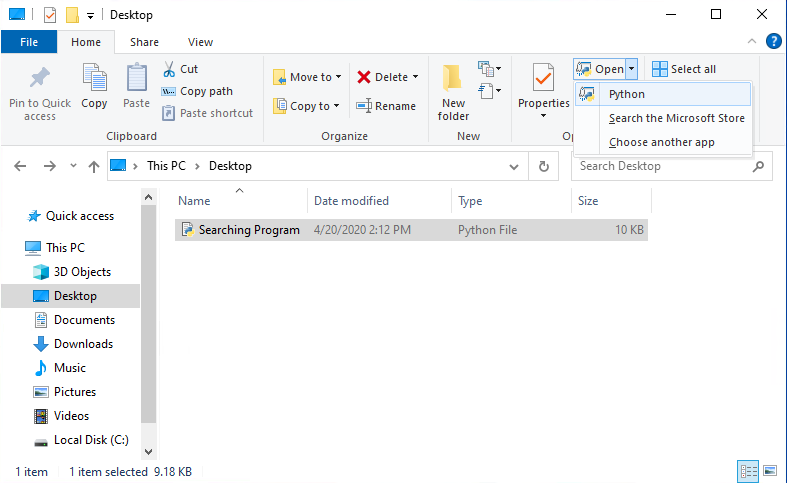 Desktop
File Home Share View
Pin to Quick access
Copy
Paste
Cut
Copy path
Paste shortcut
Clipboard
Move to
Copy to
Delete
Rename
Organize
New folder
New
Properties
Open
Select all
Python
Search the Microsoft Store
Choose another app
This PC Desktop
Search Desktop
Name Date modified Type Size
Searching Program 4/20/2020 2:12 PM Python File 10 KB
Quick access
This PC
3D Objects
Desktop
Documents
Downloads
Music
Pictures
Videos
Local Disk (C:)
1 item 1 item selected 9.18 KB